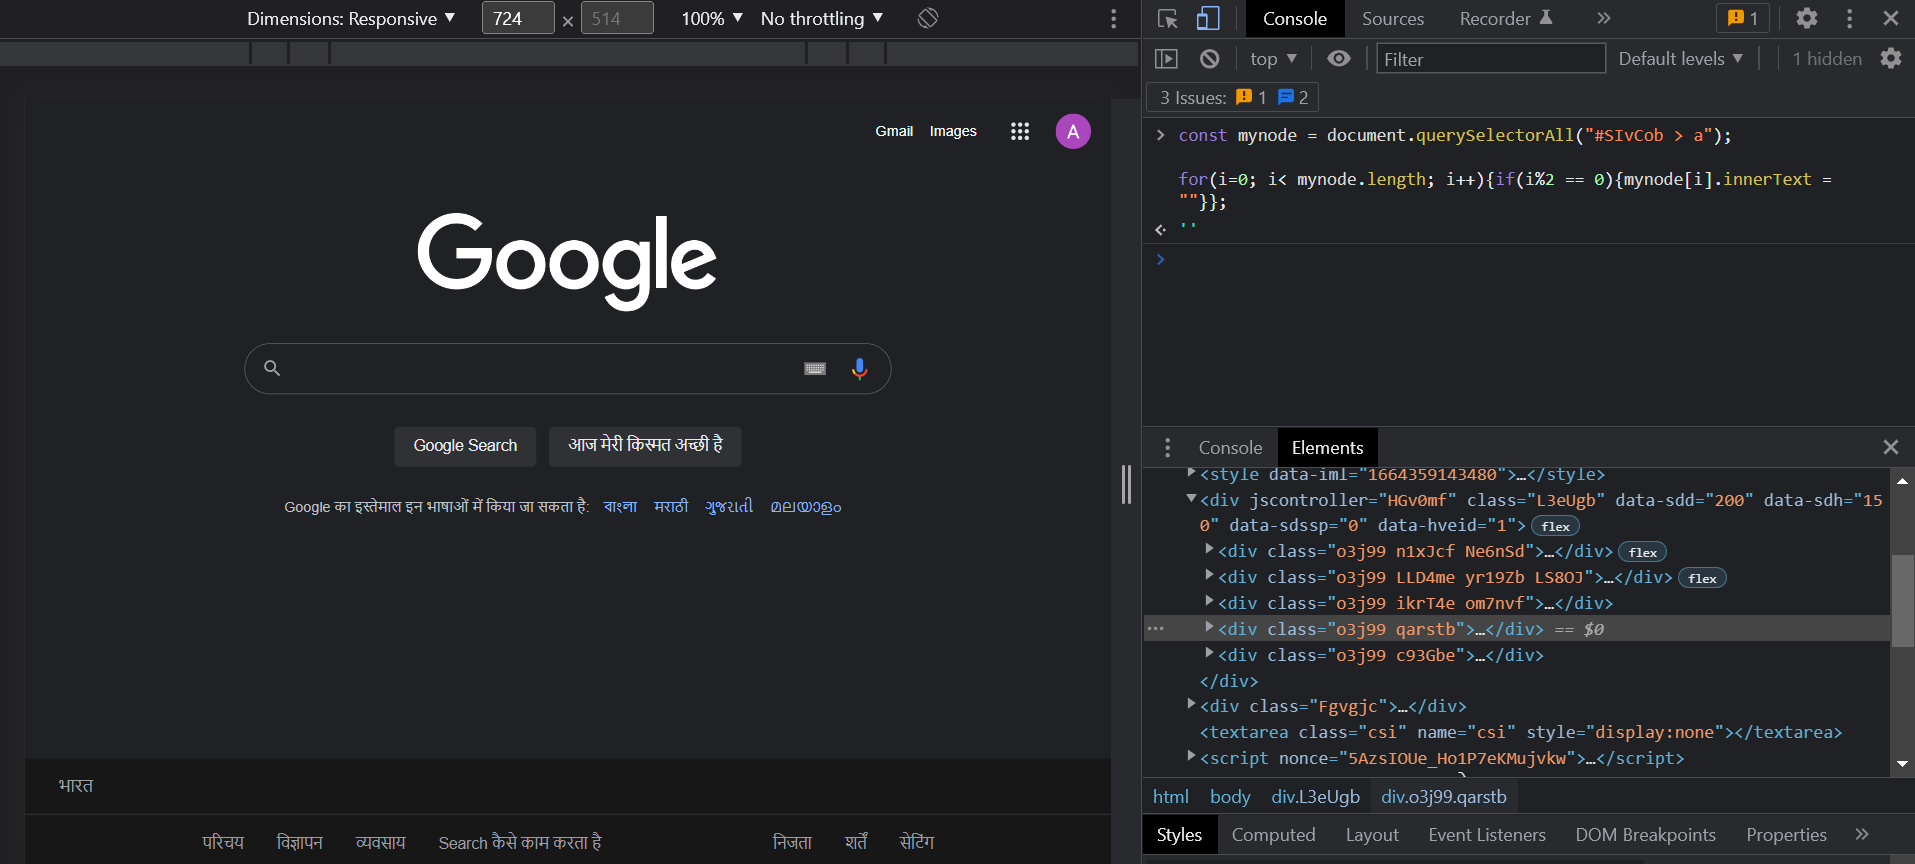 Dimensions: Responsive ▼ 724 × 514 100% ▼ No throttling ▼
Gmail Images A
Google
Google Search आज मेरी किस्मत अच्छी है
Google का इस्तेमाल इन भाषाओं में किया जा सकता है: বাংলা मराठी ગુજરાતી മലയാളം
भारत
परिचय विज्ञापन व्यवसाय Search कैसे काम करता है निजता शर्तें सेटिंग
Console Sources Recorder » 1
top ▼ Filter Default levels ▼ 1 hidden
3 Issues: 1 2
const mynode = document.querySelectorAll("#SIvCob > a");
for(i=0; i< mynode.length; i++){if(i%2 == 0){mynode[i].innerText =
""}};
''
Console Elements
<style data-iml="1664359143480">…</style>
<div jscontroller="HGv0mf" class="L3eUgb" data-sdd="200" data-sdh="15
0" data-sdssp="0" data-hveid="1"> flex
<div class="o3j99 n1xJcf Ne6nSd">…</div> flex
<div class="o3j99 LLD4me yr19Zb LS8OJ">…</div> flex
<div class="o3j99 ikrT4e om7nvf">…</div>
<div class="o3j99 qarstb">…</div> == $0
<div class="o3j99 c93Gbe">…</div>
</div>
<div class="Fgvgjc">…</div>
<textarea class="csi" name="csi" style="display:none"></textarea>
<script nonce="5AzsIOUe_Ho1P7eKMujvkw">…</script>
html body div.L3eUgb div.o3j99.qarstb
Styles Computed Layout Event Listeners DOM Breakpoints Properties »